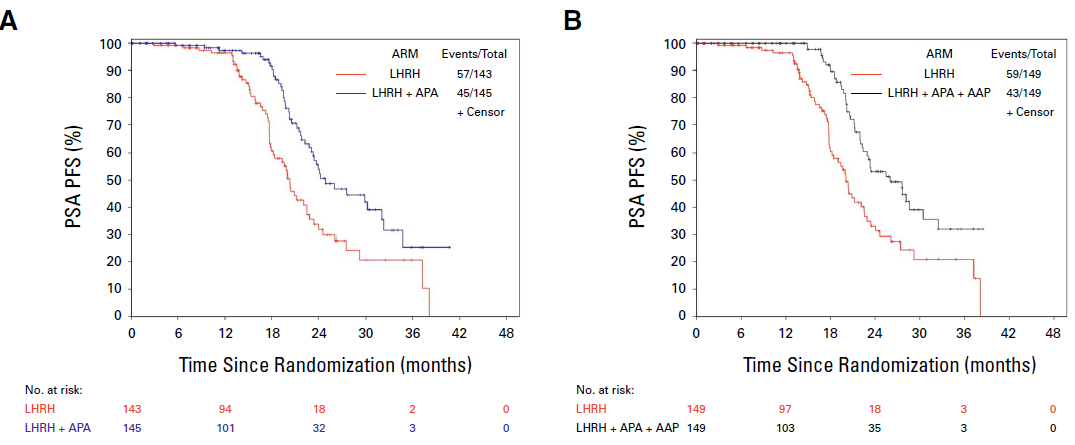 A
PSA PFS (%)
100
90
80
70
60
50
40
30
20
10
0
ARM Events/Total
LHRH 57/143
LHRH + APA 45/145
+ Censor
0 6 12 18 24 30 36 42 48
Time Since Randomization (months)
No. at risk:
LHRH 143 94 18 2 0
LHRH + APA 145 101 32 3 0
B
PSA PFS (%)
100
90
80
70
60
50
40
30
20
10
0
ARM Events/Total
LHRH 59/149
LHRH + APA + AAP 43/149
+ Censor
0 6 12 18 24 30 36 42 48
Time Since Randomization (months)
No. at risk:
LHRH 149 97 18 3 0
LHRH + APA + AAP 149 103 35 3 0